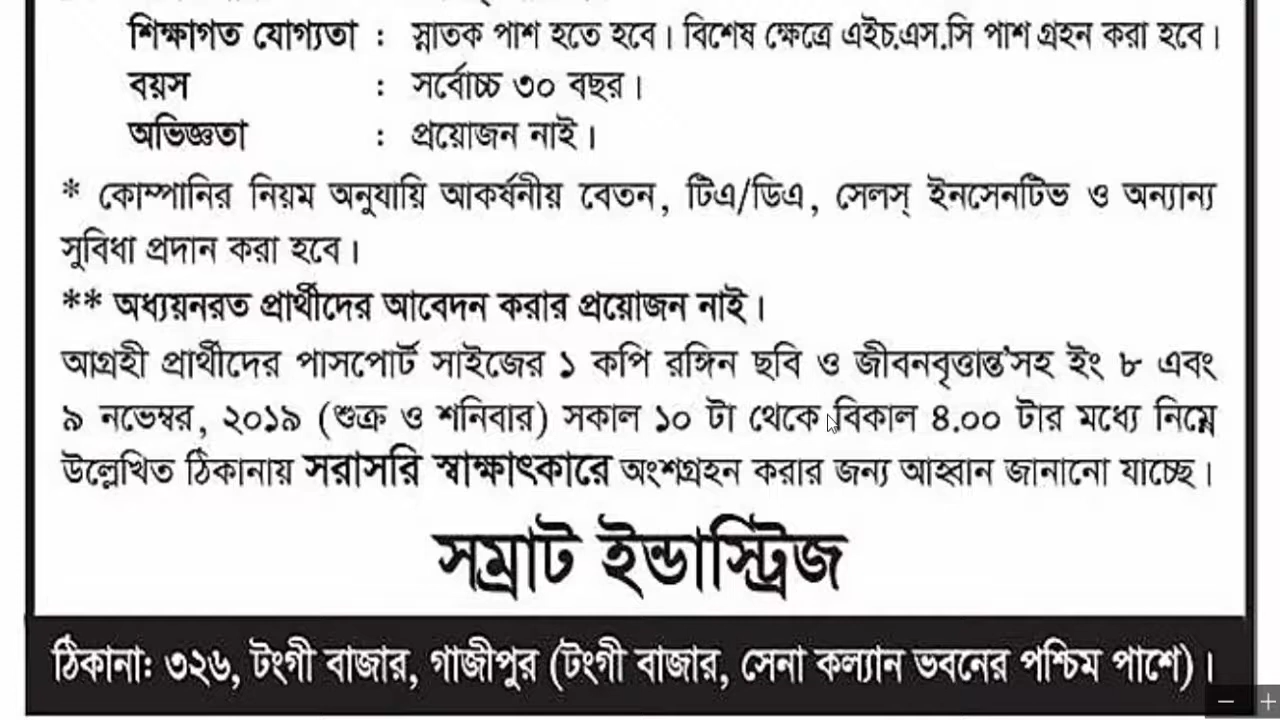 শিক্ষাগত যোগ্যতা : স্নাতক পাশ হতে হবে। বিশেষ ক্ষেত্রে এইচ.এস.সি পাশ গ্রহন করা হবে।
বয়স : সর্বোচ্চ ৩০ বছর।
অভিজ্ঞতা : প্রয়োজন নাই।
* কোম্পানির নিয়ম অনুযায়ি আকর্ষনীয় বেতন, টিএ/ডিএ, সেলস্ ইনসেনটিভ ও অন্যান্য
সুবিধা প্রদান করা হবে।
** অধ্যয়নরত প্রার্থীদের আবেদন করার প্রয়োজন নাই।
আগ্রহী প্রার্থীদের পাসপোর্ট সাইজের ১ কপি রঙ্গিন ছবি ও জীবনবৃত্তান্ত'সহ ইং ৮ এবং
৯ নভেম্বর, ২০১৯ (শুক্র ও শনিবার) সকাল ১০ টা থেকে বিকাল ৪.০০ টার মধ্যে নিম্নে
উল্লেখিত ঠিকানায় সরাসরি স্বাক্ষাৎকারে অংশগ্রহন করার জন্য আহ্বান জানানো যাচ্ছে।
সম্রাট ইন্ডাস্ট্রিজ
ঠিকানা: ৩২৬, টংগী বাজার, গাজীপুর (টংগী বাজার, সেনা কল্যান ভবনের পশ্চিম পাশে)।